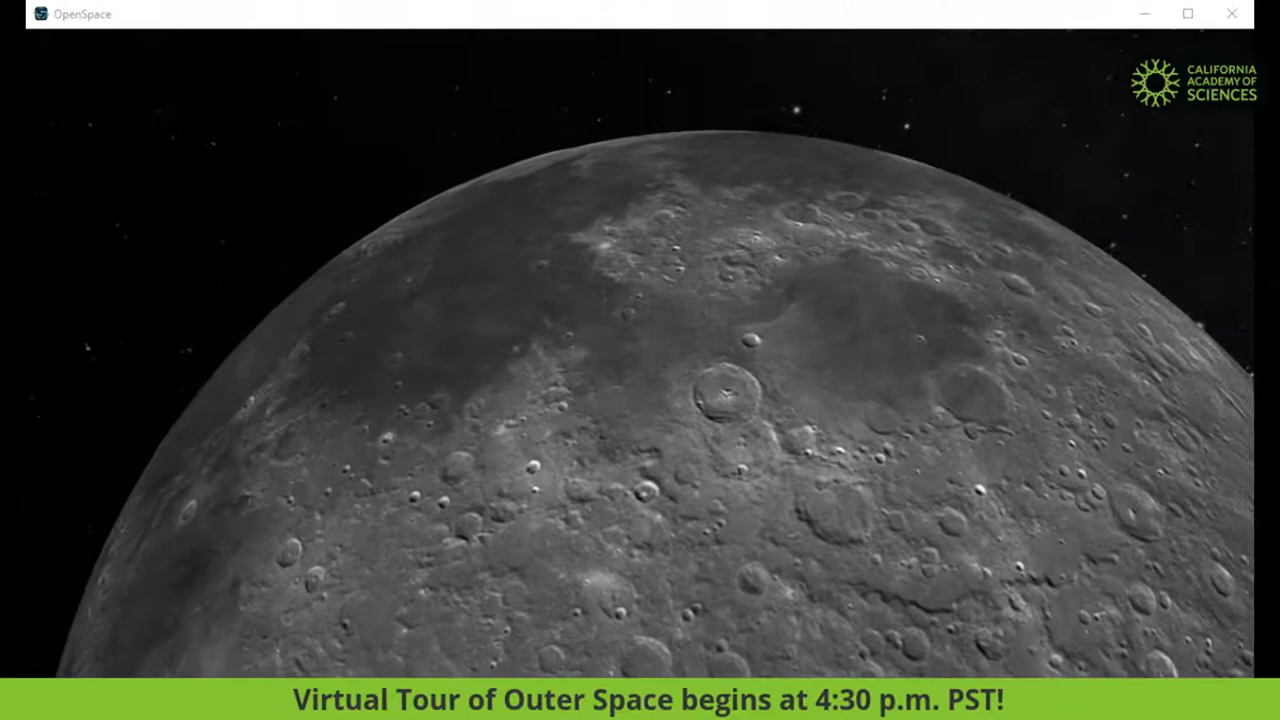 OpenSpace
CALIFORNIA
ACADEMY OF
SCIENCES
Virtual Tour of Outer Space begins at 4:30 p.m. PST!